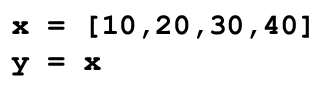 x = [10,20,30,40]
y = x